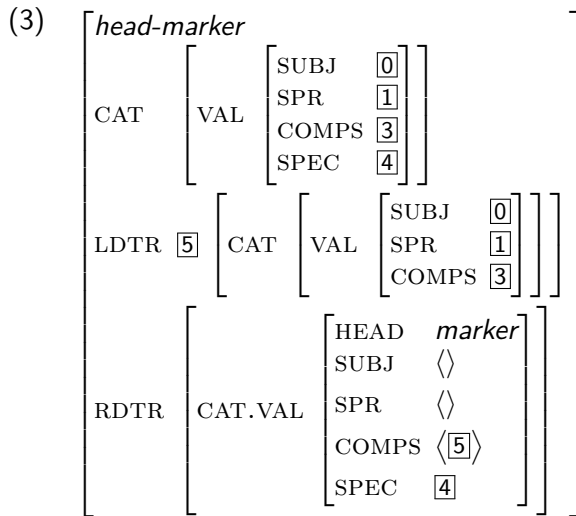 (3)
head-marker
SUBJ 0
CAT VAL SPR 1
COMPS 3
SPEC 4
SUBJ 0
LDTR 5 CAT VAL SPR 1
COMPS 3
HEAD marker
SUBJ ⟨⟩
SPR ⟨⟩
RDTR CAT.VAL
COMPS ⟨5⟩
SPEC 4